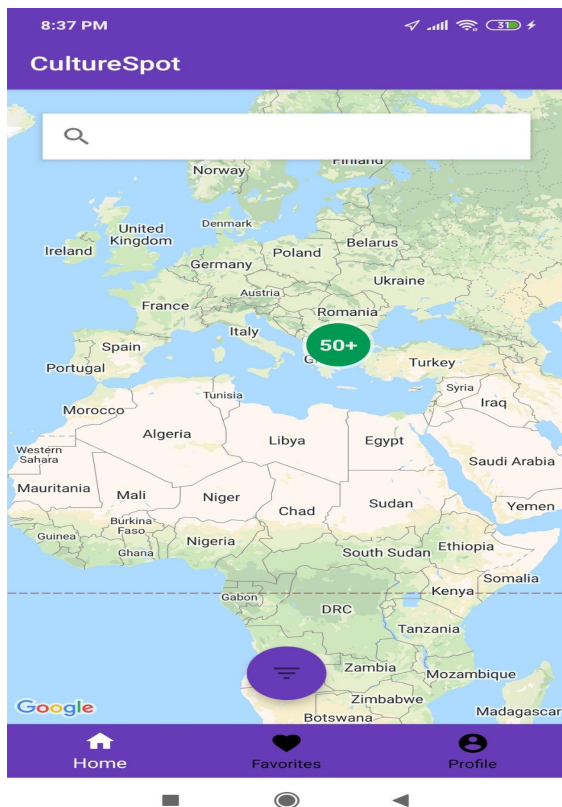 8:37 PM
31
CultureSpot
Norway
Finland
Denmark
United
Kingdom
Ireland
Belarus
Poland
Germany
Ukraine
Austria
France
Romania
Italy
50+
Spain
Portugal
Turkey
Syria
Tunisia
Iraq
Morocco
Algeria
Libya
Egypt
Western
Sahara
Saudi Arabia
Mauritania
Mali
Niger
Chad
Sudan
Yemen
Burkina
Faso
Guinea
Ghana
Nigeria
South Sudan
Ethiopia
Somalia
Gabon
Kenya
DRC
Tanzania
Zambia
Mozambique
Zimbabwe
Google
Botswana
Madagascar
Home
Favorites
Profile